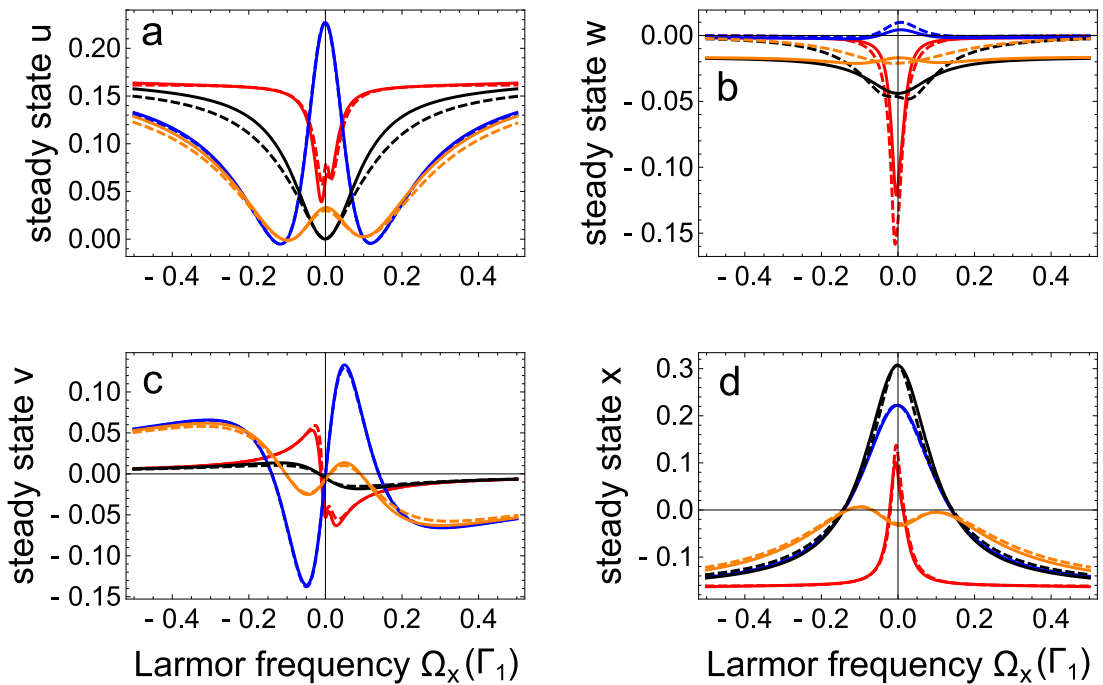 a
steady state u
0.20
0.15
0.10
0.05
0.00
- 0.4 - 0.2 0.0 0.2 0.4
b
steady state w
0.00
- 0.05
- 0.10
- 0.15
- 0.4 - 0.2 0.0 0.2 0.4
c
steady state v
0.10
0.05
0.00
- 0.05
- 0.10
- 0.15
- 0.4 - 0.2 0.0 0.2 0.4
Larmor frequency Ωₓ(Γ₁)
d
steady state x
0.3
0.2
0.1
0.0
- 0.1
- 0.4 - 0.2 0.0 0.2 0.4
Larmor frequency Ωₓ(Γ₁)